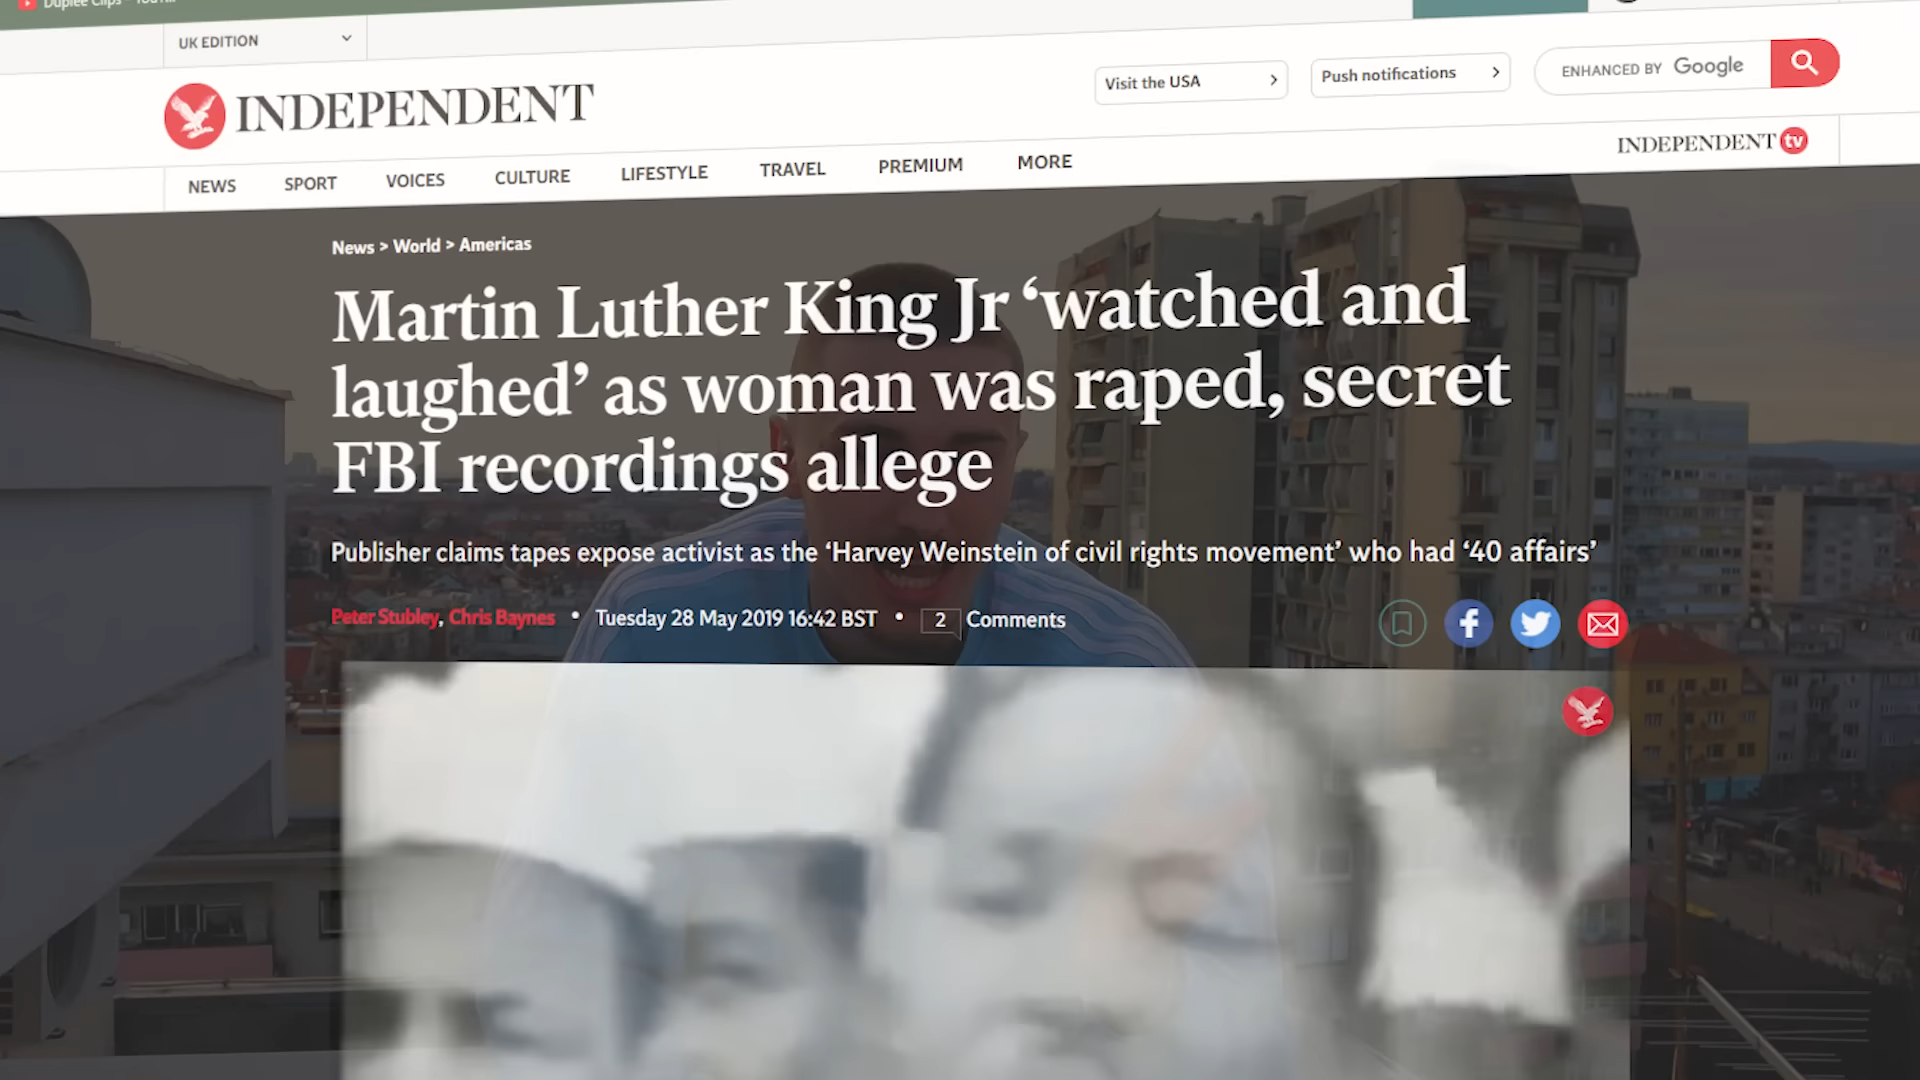 UK EDITION
INDEPENDENT
Visit the USA
Push notifications
ENHANCED BY Google
INDEPENDENT tv
NEWS SPORT VOICES CULTURE LIFESTYLE TRAVEL PREMIUM MORE
News > World > Americas
Martin Luther King Jr ‘watched and
laughed’ as woman was raped, secret
FBI recordings allege
Publisher claims tapes expose activist as the ‘Harvey Weinstein of civil rights movement’ who had ‘40 affairs’
Peter Stubley, Chris Baynes • Tuesday 28 May 2019 16:42 BST • 2 Comments